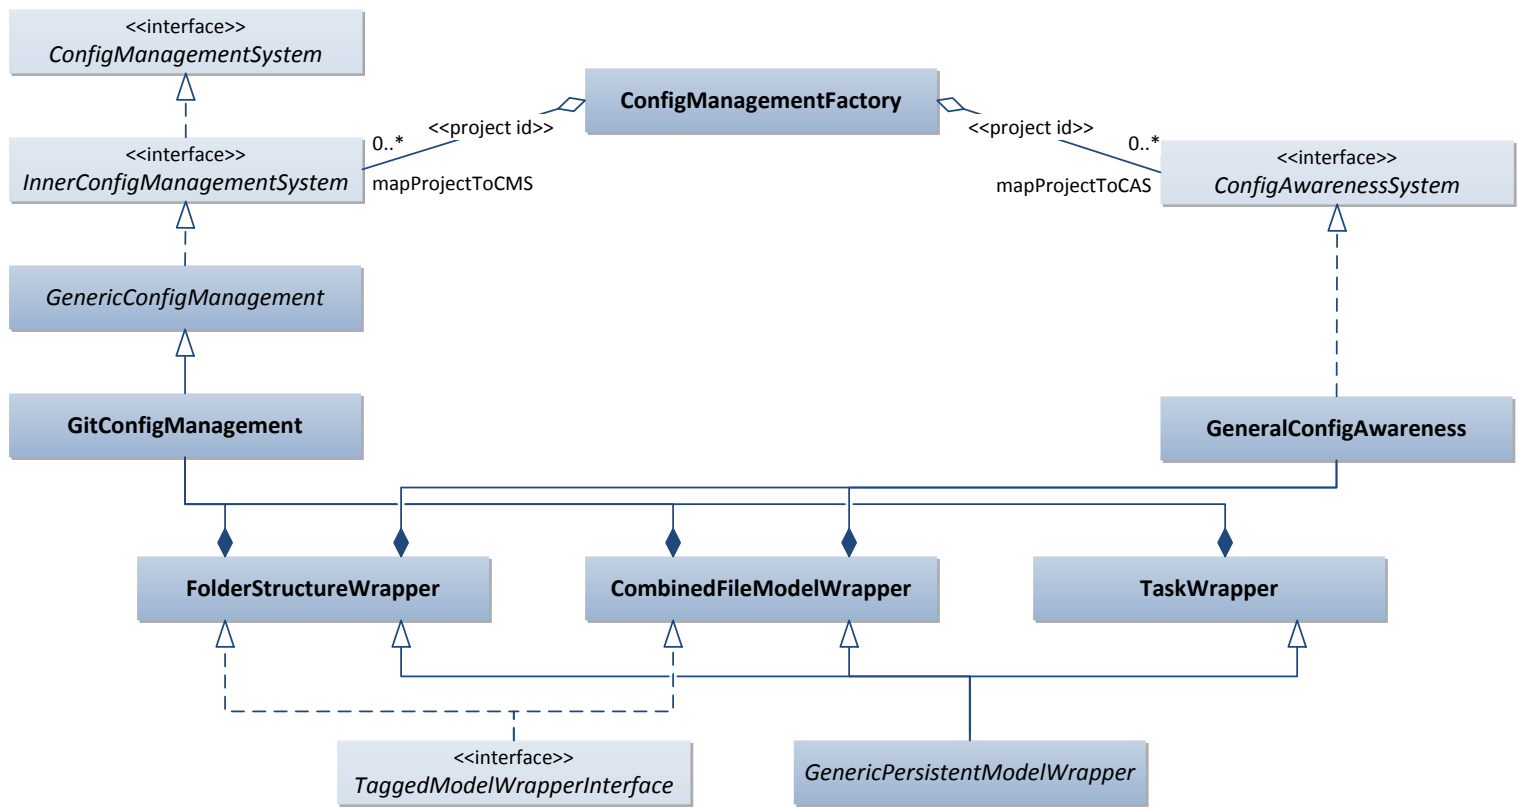 <<interface>>
ConfigManagementSystem
ConfigManagementFactory
<<project id>>
<<project id>>
0..*
0..*
<<interface>>
InnerConfigManagementSystem
mapProjectToCMS
mapProjectToCAS
<<interface>>
ConfigAwarenessSystem
GenericConfigManagement
GitConfigManagement
GeneralConfigAwareness
FolderStructureWrapper
CombinedFileModelWrapper
TaskWrapper
<<interface>>
TaggedModelWrapperInterface
GenericPersistentModelWrapper